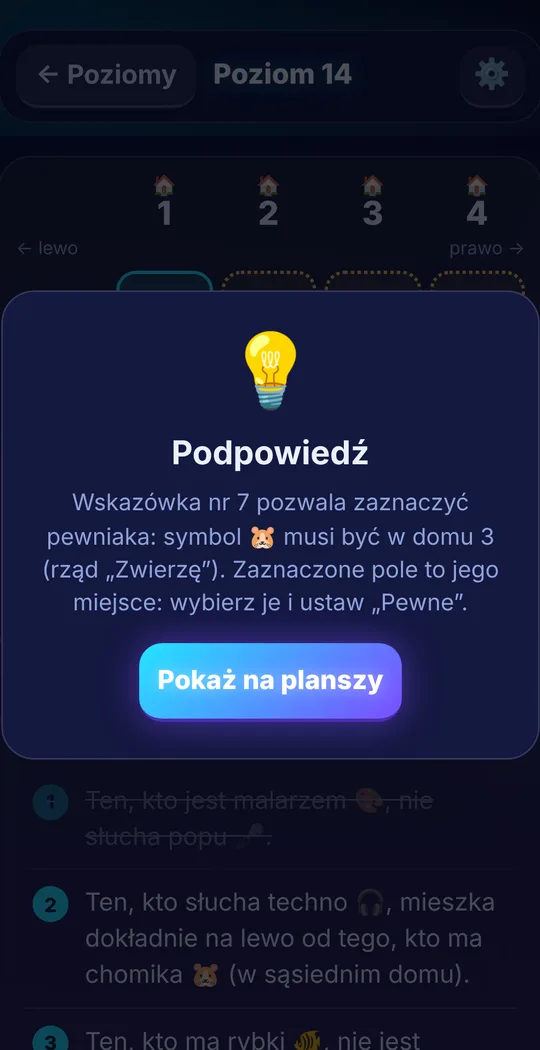 ← Poziomy
Poziom 14
1 2 3 4
← lewo
prawo →
Podpowiedź
Wskazówka nr 7 pozwala zaznaczyć
pewniaka: symbol 🐹 musi być w domu 3
(rząd „Zwierzę”). Zaznaczone pole to jego
miejsce: wybierz je i ustaw „Pewne”.
Pokaż na planszy
1 Ten, kto jest malarzem 🎨, nie
słucha popu 🎤.
2 Ten, kto słucha techno 🎧, mieszka
dokładnie na lewo od tego, kto ma
chomika 🐹 (w sąsiednim domu).
3 Ten, kto ma rybki 🐠, nie jest